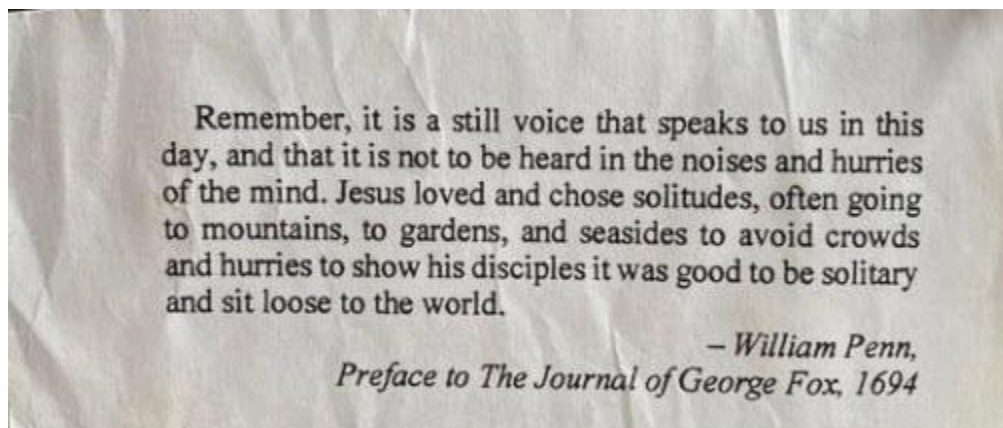 Remember, it is a still voice that speaks to us in this
day, and that it is not to be heard in the noises and hurries
of the mind. Jesus loved and chose solitudes, often going
to mountains, to gardens, and seasides to avoid crowds
and hurries to show his disciples it was good to be solitary
and sit loose to the world.
– William Penn,
Preface to The Journal of George Fox, 1694